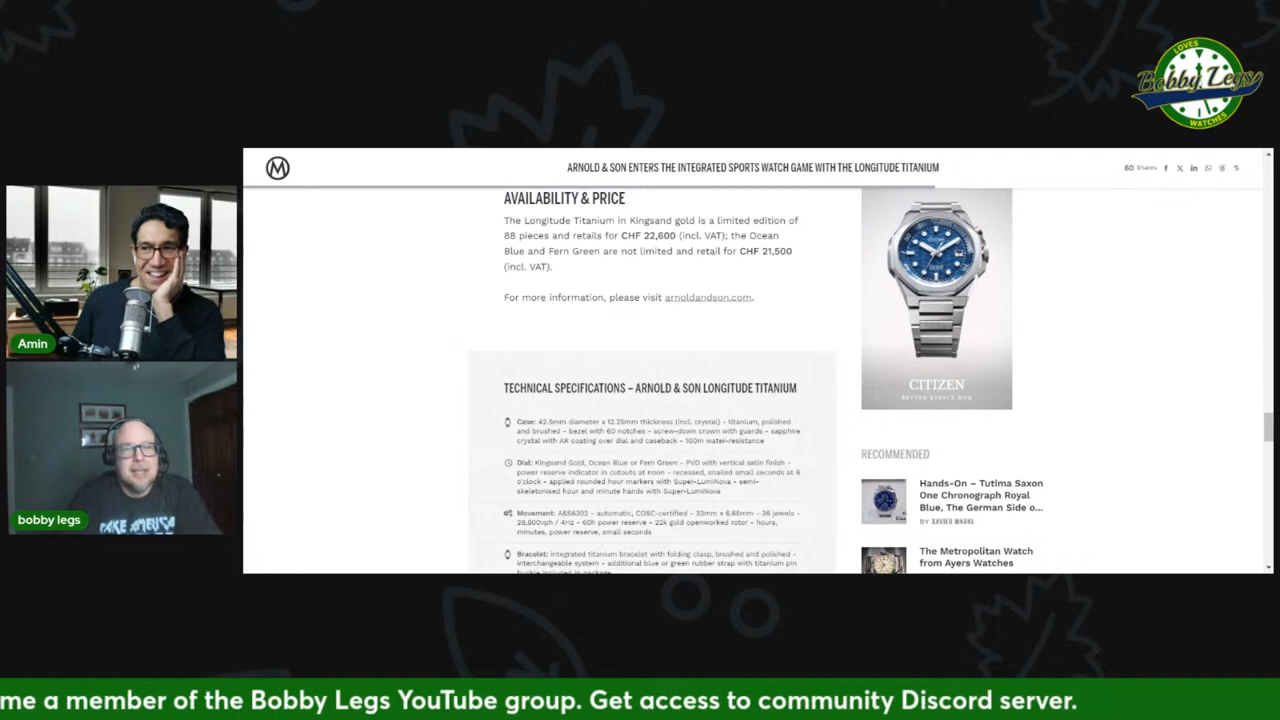 LOVES
Bobby Legs
WATCHES
M
ARNOLD & SON ENTERS THE INTEGRATED SPORTS WATCH GAME WITH THE LONGITUDE TITANIUM
60 Shares
AVAILABILITY & PRICE
The Longitude Titanium in Kingsand gold is a limited edition of
88 pieces and retails for CHF 22,600 (incl. VAT); the Ocean
Blue and Fern Green are not limited and retail for CHF 21,500
(incl. VAT).
For more information, please visit arnoldandson.com.
TECHNICAL SPECIFICATIONS – ARNOLD & SON LONGITUDE TITANIUM
Case: 42.5mm diameter x 12.25mm thickness (incl. crystal) - titanium, polished
and brushed - bezel with 60 notches - screw-down crown with guards - sapphire
crystal with AR coating over dial and caseback - 100m water-resistance
Dial: Kingsand Gold, Ocean Blue or Fern Green - PVD with vertical satin finish -
power reserve indicator in cutouts at noon - recessed, snailed small seconds at 6
o'clock - applied rounded hour markers with Super-LumiNova - semi-
skeletonised hour and minute hands with Super-LumiNova
Movement: A&S6302 - automatic, COSC-certified - 33mm x 6.65mm - 36 jewels -
28,800vph / 4Hz - 60h power reserve - 22k gold openworked rotor - hours,
minutes, power reserve, small seconds
Bracelet: integrated titanium bracelet with folding clasp, brushed and polished -
interchangeable system - additional blue or green rubber strap with titanium pin
buckle included in package
CITIZEN
BETTER STARTS NOW
RECOMMENDED
Hands-On – Tutima Saxon
One Chronograph Royal
Blue, The German Side o...
BY XAVIER MARKL
The Metropolitan Watch
from Ayers Watches
Amin
bobby legs
me a member of the Bobby Legs YouTube group. Get access to community Discord server.